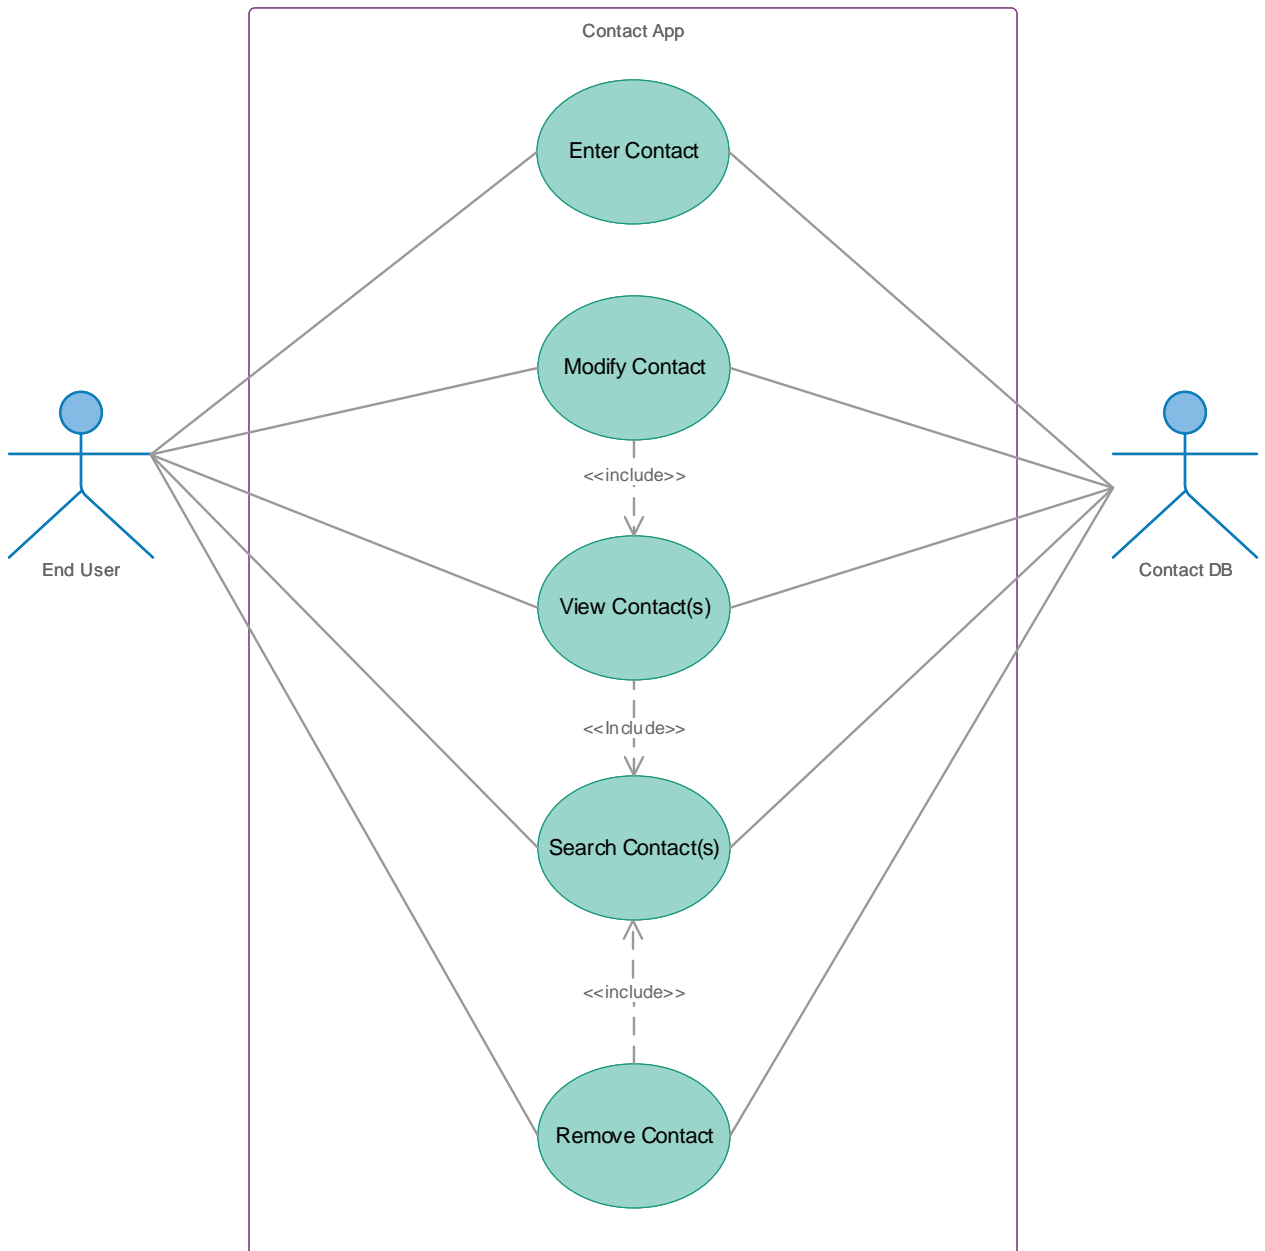 Contact App
Enter Contact
Modify Contact
<<include>>
End User
Contact DB
View Contact(s)
<<Include>>
Search Contact(s)
<<include>>
Remove Contact